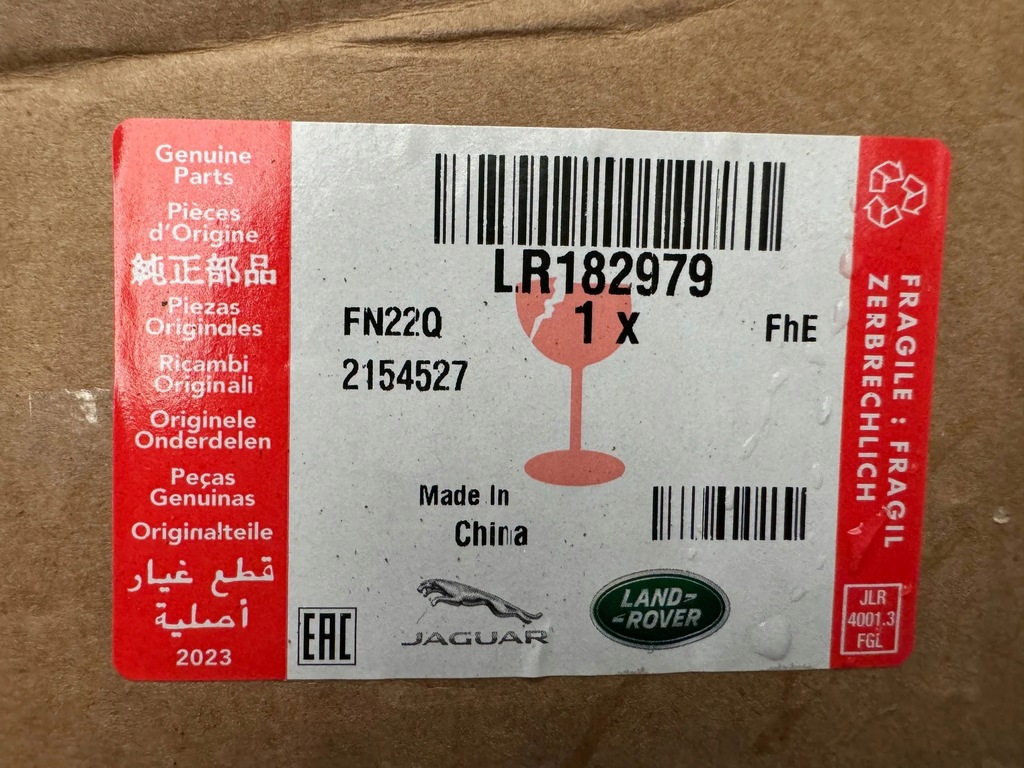 Genuine
Parts
Pièces
d'Origine
純正部品
Piezas
Originales
Ricambi
Originali
Originele
Onderdelen
Peças
Genuinas
Originalteile
قطع غيار
أصلية
2023
LR182979
FN22Q
1 x
FhE
2154527
Made In
China
EAC
JAGUAR
LAND-
-ROVER
FRAGILE : FRAGIL
ZERBRECHLICH
JLR
4001.3
FGL